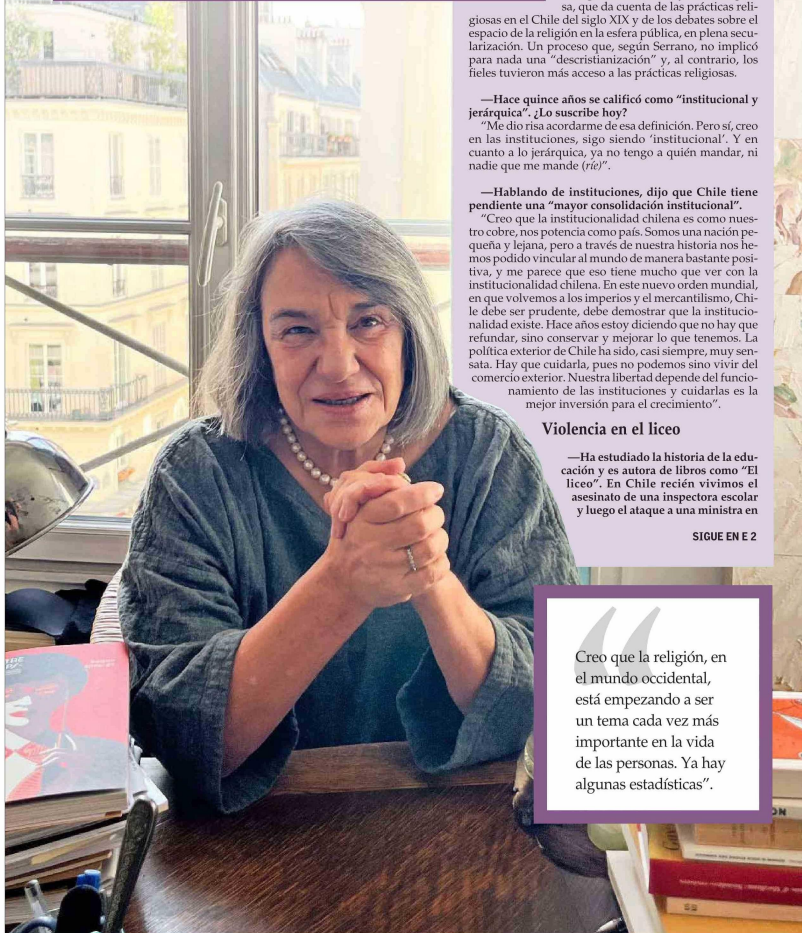 sa, que da cuenta de las prácticas reli-
giosas en el Chile del siglo XIX y de los debates sobre el
espacio de la religión en la esfera pública, en plena secu-
larización. Un proceso que, según Serrano, no implicó
para nada una “descristianización” y, al contrario, los
fieles tuvieron más acceso a las prácticas religiosas.
—Hace quince años se calificó como “institucional y
jerárquica”. ¿Lo suscribe hoy?
“Me dio risa acordarme de esa definición. Pero sí, creo
en las instituciones, sigo siendo ‘institucional’. Y en
cuanto a lo jerárquica, ya no tengo a quién mandar, ni
nadie que me mande (ríe)”.
—Hablando de instituciones, dijo que Chile tiene
pendiente una “mayor consolidación institucional”.
“Creo que la institucionalidad chilena es como nues-
tro cobre, nos potencia como país. Somos una nación pe-
queña y lejana, pero a través de nuestra historia nos he-
mos podido vincular al mundo de manera bastante posi-
tiva, y me parece que eso tiene mucho que ver con la
institucionalidad chilena. En este nuevo orden mundial,
en que volvemos a los imperios y el mercantilismo, Chi-
le debe ser prudente, debe demostrar que la institucio-
nalidad existe. Hace años estoy diciendo que no hay que
refundar, sino conservar y mejorar lo que tenemos. La
política exterior de Chile ha sido, casi siempre, muy sen-
sata. Hay que cuidarla, pues no podemos sino vivir del
comercio exterior. Nuestra libertad depende del funcio-
namiento de las instituciones y cuidarlas es la
mejor inversión para el crecimiento”.
Violencia en el liceo
—Ha estudiado la historia de la edu-
cación y es autora de libros como “El
liceo”. En Chile recién vivimos el
asesinato de una inspectora escolar
y luego el ataque a una ministra en
SIGUE EN E 2
“
Creo que la religión, en
el mundo occidental,
está empezando a ser
un tema cada vez más
importante en la vida
de las personas. Ya hay
algunas estadísticas”.